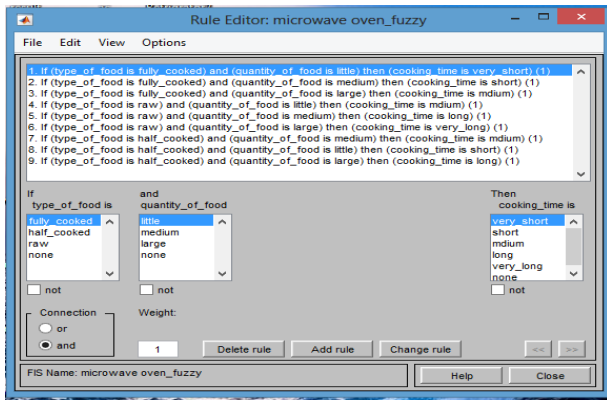 Rule Editor: microwave oven_fuzzy
File Edit View Options
1. If (type_of_food is fully_cooked) and (quantity_of_food is little) then (cooking_time is very_short) (1)
2. If (type_of_food is fully_cooked) and (quantity_of_food is medium) then (cooking_time is short) (1)
3. If (type_of_food is fully_cooked) and (quantity_of_food is large) then (cooking_time is mdium) (1)
4. If (type_of_food is raw) and (quantity_of_food is little) then (cooking_time is mdium) (1)
5. If (type_of_food is raw) and (quantity_of_food is medium) then (cooking_time is long) (1)
6. If (type_of_food is raw) and (quantity_of_food is large) then (cooking_time is very_long) (1)
7. If (type_of_food is half_cooked) and (quantity_of_food is medium) then (cooking_time is mdium) (1)
8. If (type_of_food is half_cooked) and (quantity_of_food is little) then (cooking_time is short) (1)
9. If (type_of_food is half_cooked) and (quantity_of_food is large) then (cooking_time is long) (1)
If and Then
type_of_food is quantity_of_food cooking_time is
fully_cooked little very_short
half_cooked medium short
raw large mdium
none none long
very_long
none
not not not
Connection Weight:
or
and 1 Delete rule Add rule Change rule << >>
FIS Name: microwave oven_fuzzy Help Close